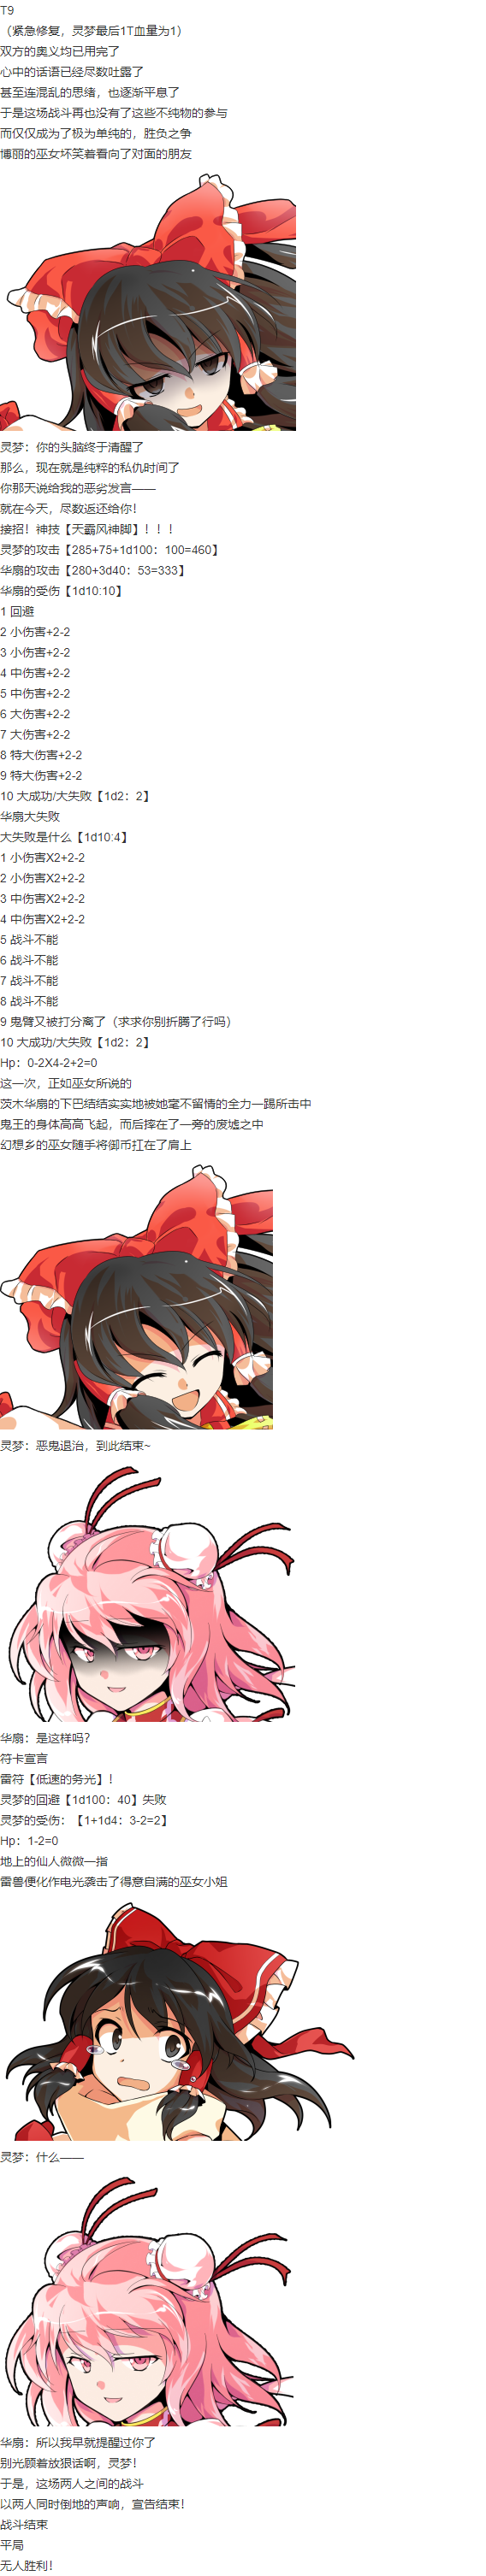 T9
（紧急修复，灵梦最后1T血量为1）
双方的奥义均已用完了
心中的话语已经尽数吐露了
甚至连混乱的思绪，也逐渐平息了
于是这场战斗再也没有了这些不纯物的参与
而仅仅成为了极为单纯的，胜负之争
博丽的巫女坏笑着看向了对面的朋友
灵梦：你的头脑终于清醒了
那么，现在就是纯粹的私仇时间了
你那天说给我的恶劣发言——
就在今天，尽数返还给你！
接招！神技【天霸风神脚】！！！
灵梦的攻击【285+75+1d100：100=460】
华扇的攻击【280+3d40：53=333】
华扇的受伤【1d10:10】
1 回避
2 小伤害+2-2
3 小伤害+2-2
4 中伤害+2-2
5 中伤害+2-2
6 大伤害+2-2
7 大伤害+2-2
8 特大伤害+2-2
9 特大伤害+2-2
10 大成功/大失败【1d2：2】
华扇大失败
大失败是什么【1d10:4】
1 小伤害X2+2-2
2 小伤害X2+2-2
3 中伤害X2+2-2
4 中伤害X2+2-2
5 战斗不能
6 战斗不能
7 战斗不能
8 战斗不能
9 鬼臂又被打分离了（求求你别折腾了行吗）
10 大成功/大失败【1d2：2】
Hp：0-2X4-2+2=0
这一次，正如巫女所说的
茨木华扇的下巴结结实实地被她毫不留情的全力一踢所击中
鬼王的身体高高飞起，而后摔在了一旁的废墟之中
幻想乡的巫女随手将御币扛在了肩上
灵梦：恶鬼退治，到此结束~
华扇：是这样吗？
符卡宣言
雷符【低速的务光】！
灵梦的回避【1d100：40】失败
灵梦的受伤：【1+1d4：3-2=2】
Hp：1-2=0
地上的仙人微微一指
雷兽便化作电光袭击了得意自满的巫女小姐
灵梦：什么——
华扇：所以我早就提醒过你了
别光顾着放狠话啊，灵梦！
于是，这场两人之间的战斗
以两人同时倒地的声响，宣告结束！
战斗结束
平局
无人胜利！